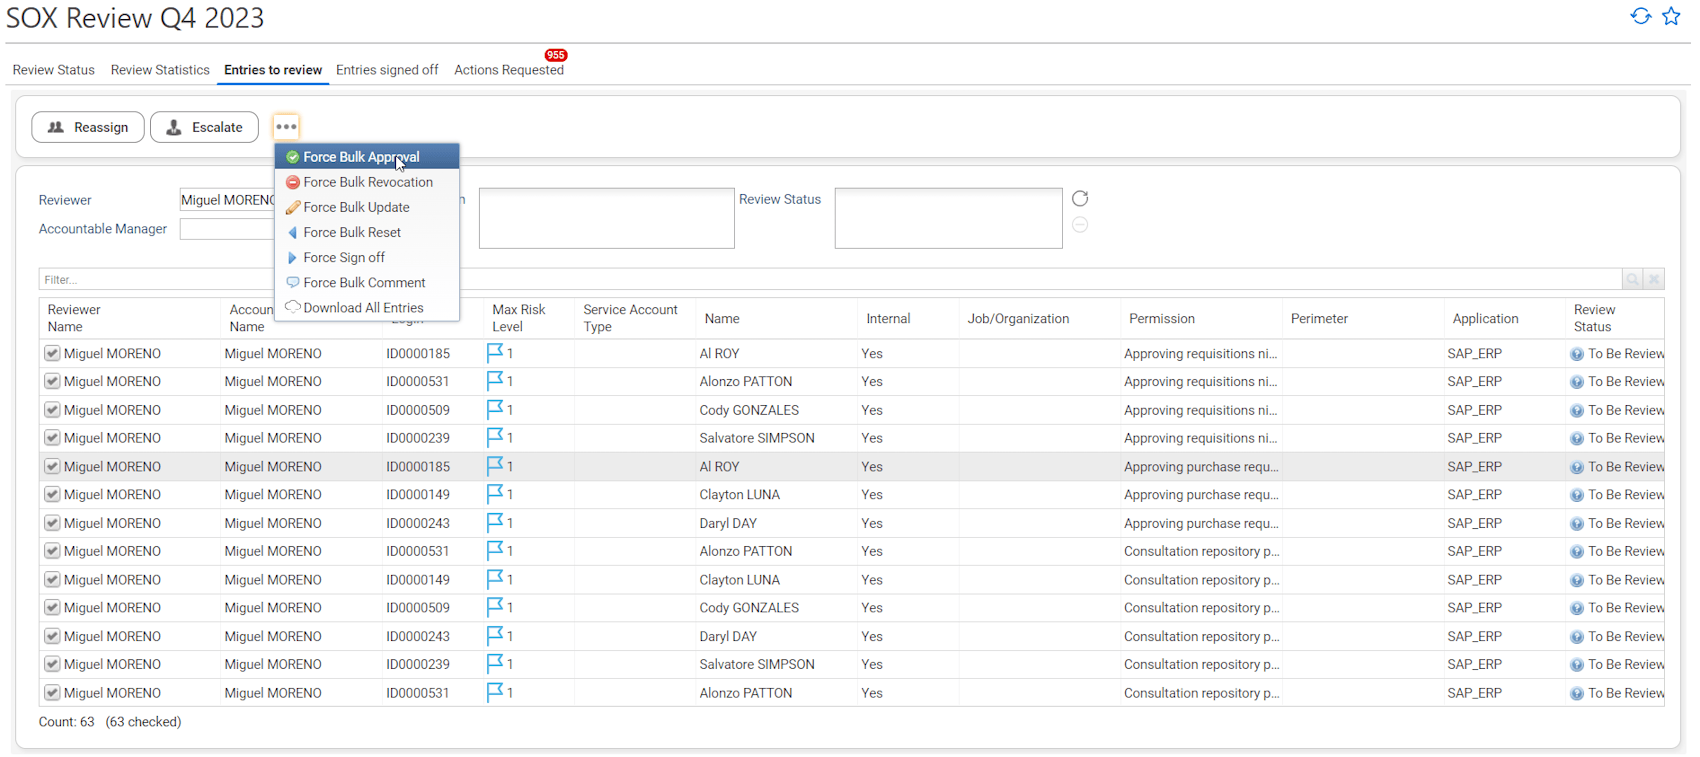 SOX Review Q4 2023
955
Review Status Review Statistics Entries to review Entries signed off Actions Requested
Reassign Escalate
Force Bulk Approval
Force Bulk Revocation
Force Bulk Update
Force Bulk Reset
Force Sign off
Force Bulk Comment
Download All Entries
Reviewer Miguel MORENO Review Status
Accountable Manager
Filter...
Reviewer Name Accoun Name Login Max Risk Level Service Account Type Name Internal Job/Organization Permission Perimeter Application Review Status
Miguel MORENO Miguel MORENO ID0000185 1 Al ROY Yes Approving requisitions ni... SAP_ERP To Be Review
Miguel MORENO Miguel MORENO ID0000531 1 Alonzo PATTON Yes Approving requisitions ni... SAP_ERP To Be Review
Miguel MORENO Miguel MORENO ID0000509 1 Cody GONZALES Yes Approving requisitions ni... SAP_ERP To Be Review
Miguel MORENO Miguel MORENO ID0000239 1 Salvatore SIMPSON Yes Approving requisitions ni... SAP_ERP To Be Review
Miguel MORENO Miguel MORENO ID0000185 1 Al ROY Yes Approving purchase requ... SAP_ERP To Be Review
Miguel MORENO Miguel MORENO ID0000149 1 Clayton LUNA Yes Approving purchase requ... SAP_ERP To Be Review
Miguel MORENO Miguel MORENO ID0000243 1 Daryl DAY Yes Approving purchase requ... SAP_ERP To Be Review
Miguel MORENO Miguel MORENO ID0000531 1 Alonzo PATTON Yes Consultation repository p... SAP_ERP To Be Review
Miguel MORENO Miguel MORENO ID0000149 1 Clayton LUNA Yes Consultation repository p... SAP_ERP To Be Review
Miguel MORENO Miguel MORENO ID0000509 1 Cody GONZALES Yes Consultation repository p... SAP_ERP To Be Review
Miguel MORENO Miguel MORENO ID0000243 1 Daryl DAY Yes Consultation repository p... SAP_ERP To Be Review
Miguel MORENO Miguel MORENO ID0000239 1 Salvatore SIMPSON Yes Consultation repository p... SAP_ERP To Be Review
Miguel MORENO Miguel MORENO ID0000531 1 Alonzo PATTON Yes Consultation repository p... SAP_ERP To Be Review
Count: 63 (63 checked)